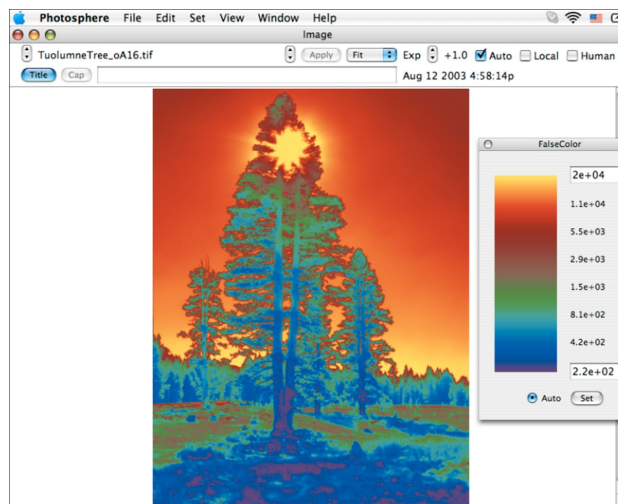 Photosphere File Edit Set View Window Help
Image
TuolumneTree_oA16.tif Apply Fit Exp +1.0 Auto Local Human
Title Cap Aug 12 2003 4:58:14p
FalseColor
2e+04
1.1e+04
5.5e+03
2.9e+03
1.5e+03
8.1e+02
4.2e+02
2.2e+02
Auto Set